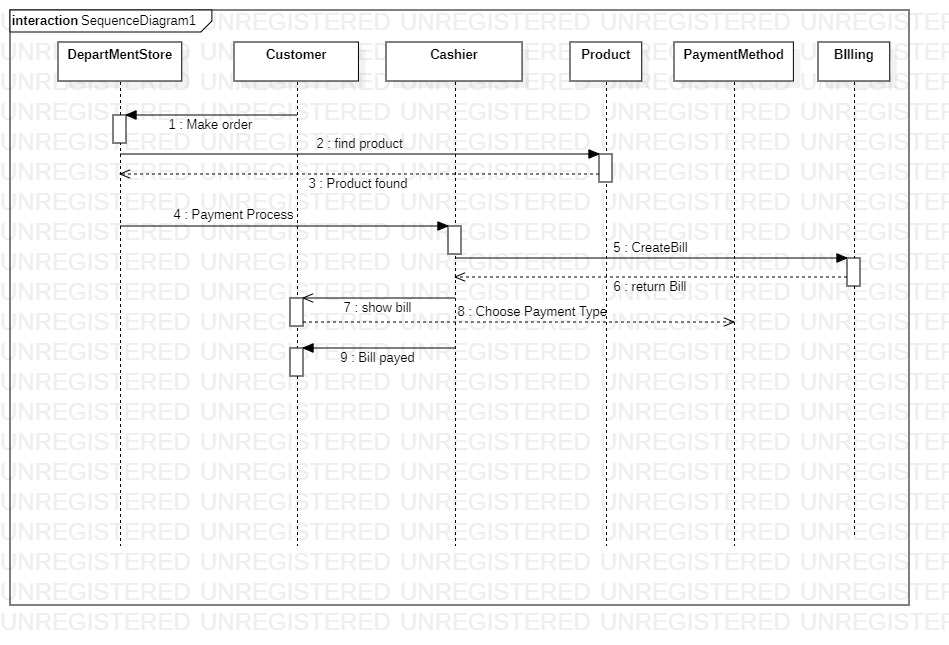 interaction SequenceDiagram1
DepartMentStore Customer Cashier Product PaymentMethod BIlling
1 : Make order
2 : find product
3 : Product found
4 : Payment Process
5 : CreateBill
6 : return Bill
7 : show bill
8 : Choose Payment Type
9 : Bill payed
UNREGISTERED UNREGISTERED UNREGISTERED UNREGISTERED UNREGISTERED